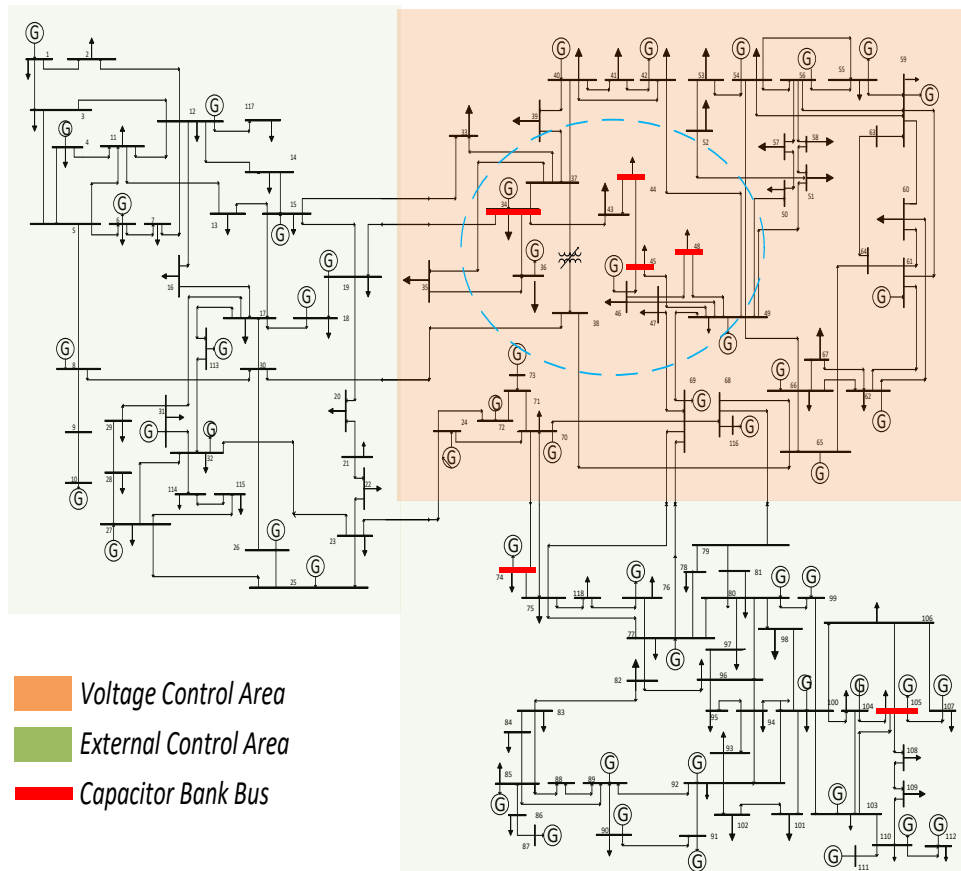 G G G G G G
1 2 40 41 42 53 54 56 55 59
3 12 117
G 11 4
39 33 52 57 58 63
14 37 44 51
G 34 43 50 60
6 7 13 15
5 G G
48 64 61
16 19 36 45 46 47 49
35 G
17 18 38 67
8 113 30 73 69 68 66 62
31 20 24 72 71 70 116 65
29 32 21
9 10 28 114 115 22
27 26 23 79
25 74 78 81
75 118 76 80 99
77 98 106
97
82 96
83 95 94 100 104 105 107
84
93 108
85 88 89 92 109
86 102 101 103
87 90 91 110 112
111
Voltage Control Area
External Control Area
Capacitor Bank Bus